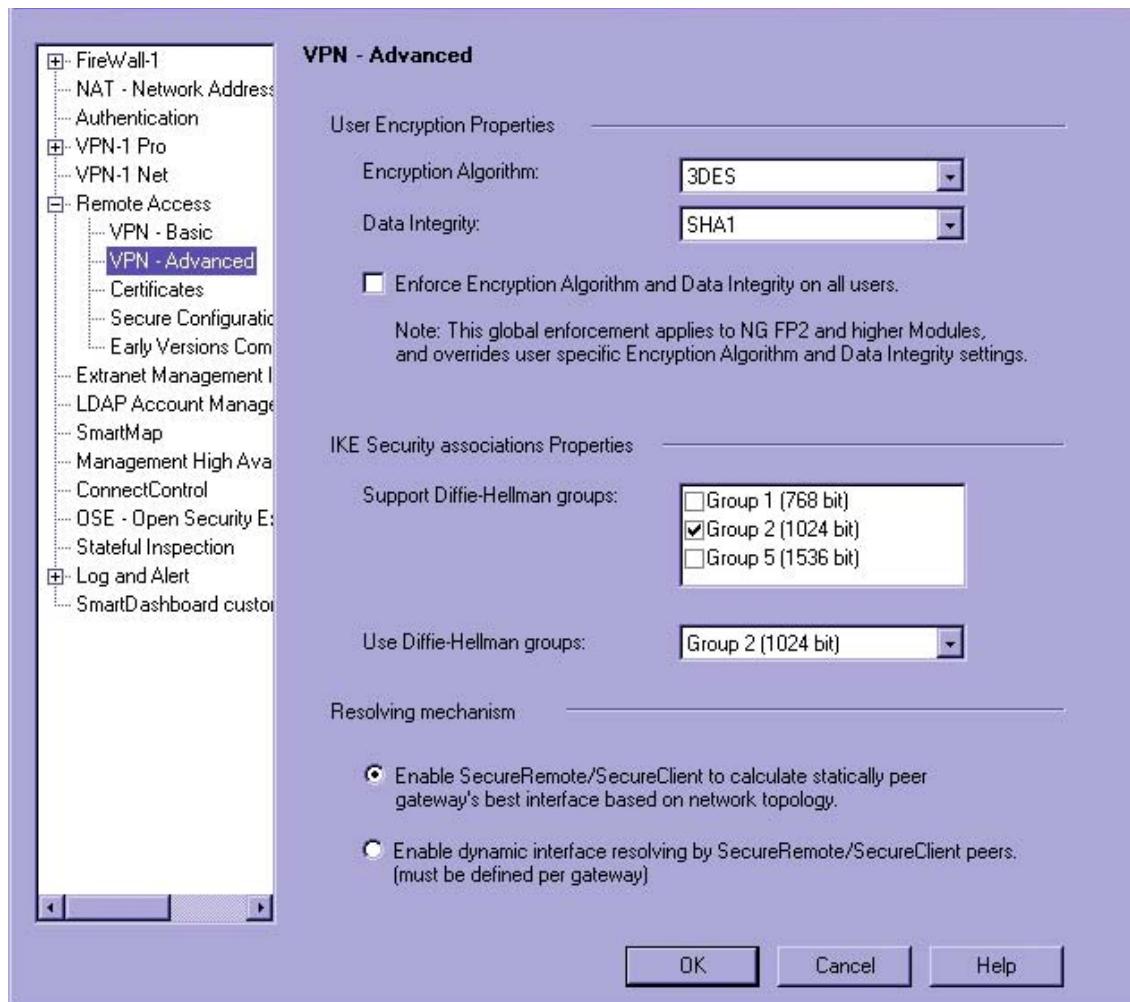 FireWall-1
NAT - Network Address
Authentication
VPN-1 Pro
VPN-1 Net
Remote Access
VPN - Basic
VPN - Advanced
Certificates
Secure Configuratio
Early Versions Com
Extranet Management I
LDAP Account Manage
SmartMap
Management High Ava
ConnectControl
OSE - Open Security E
Stateful Inspection
Log and Alert
SmartDashboard custo
VPN - Advanced
User Encryption Properties
Encryption Algorithm:
3DES
Data Integrity:
SHA1
Enforce Encryption Algorithm and Data Integrity on all users.
Note: This global enforcement applies to NG FP2 and higher Modules,
and overrides user specific Encryption Algorithm and Data Integrity settings.
IKE Security associations Properties
Support Diffie-Hellman groups:
Group 1 (768 bit)
Group 2 (1024 bit)
Group 5 (1536 bit)
Use Diffie-Hellman groups:
Group 2 (1024 bit)
Resolving mechanism
Enable SecureRemote/SecureClient to calculate statically peer
gateway's best interface based on network topology.
Enable dynamic interface resolving by SecureRemote/SecureClient peers.
(must be defined per gateway)
OK
Cancel
Help